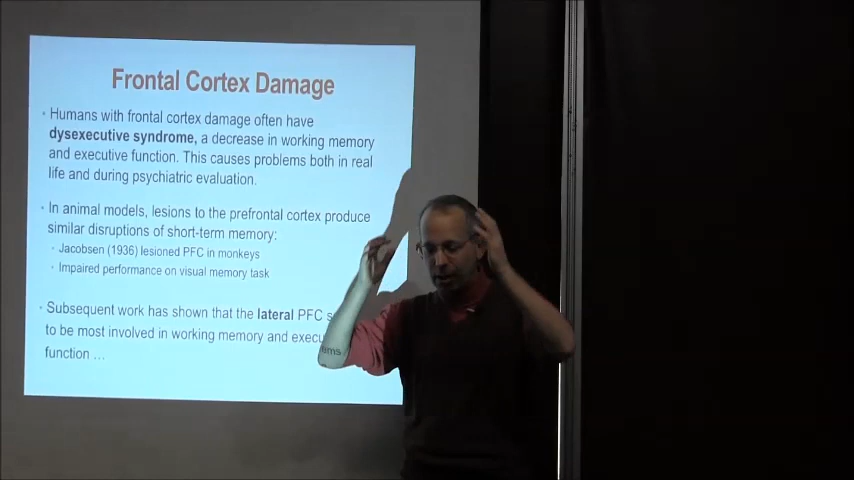 Frontal Cortex Damage
• Humans with frontal cortex damage often have
dysexecutive syndrome, a decrease in working memory
and executive function. This causes problems both in real
life and during psychiatric evaluation.
• In animal models, lesions to the prefrontal cortex produce
similar disruptions of short-term memory:
• Jacobsen (1936) lesioned PFC in monkeys
• Impaired performance on visual memory task
• Subsequent work has shown that the lateral PFC s
ems
to be most involved in working memory and execu
function …